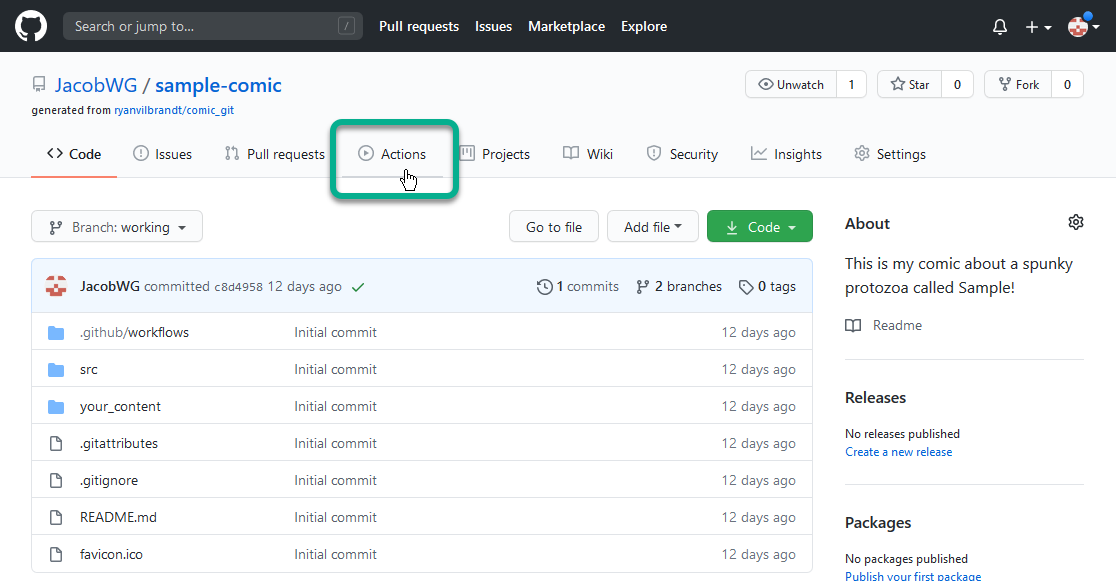 Search or jump to... / Pull requests Issues Marketplace Explore
JacobWG / sample-comic Unwatch 1 Star 0 Fork 0
generated from ryanvilbrandt/comic_git
Code Issues Pull requests Actions Projects Wiki Security Insights Settings
Branch: working Go to file Add file Code
JacobWG committed c8d4958 12 days ago 1 commits 2 branches 0 tags
.github/workflows Initial commit 12 days ago
src Initial commit 12 days ago
your_content Initial commit 12 days ago
.gitattributes Initial commit 12 days ago
.gitignore Initial commit 12 days ago
README.md Initial commit 12 days ago
favicon.ico Initial commit 12 days ago
About
This is my comic about a spunky
protozoa called Sample!
Readme
Releases
No releases published
Create a new release
Packages
No packages published
Publish your first package